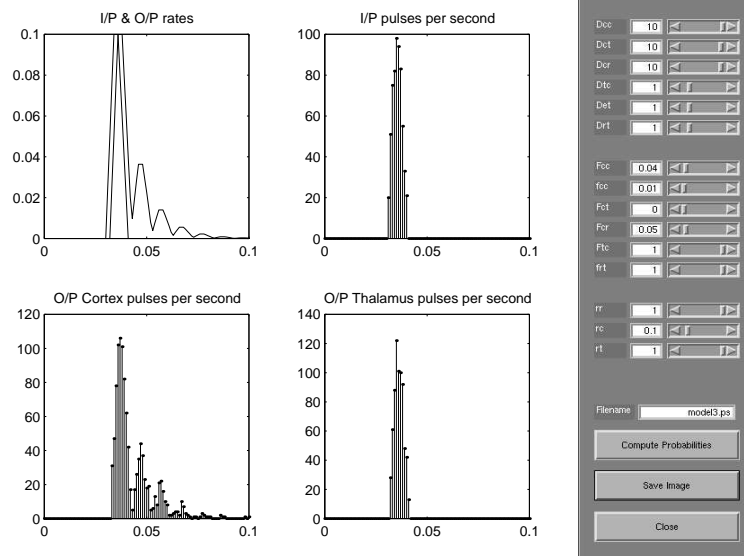 I/P & O/P rates
0.1
0.08
0.06
0.04
0.02
0
0 0.05 0.1
I/P pulses per second
100
80
60
40
20
0
0 0.05 0.1
O/P Cortex pulses per second
120
100
80
60
40
20
0
0 0.05 0.1
O/P Thalamus pulses per second
140
120
100
80
60
40
20
0
0 0.05 0.1
Dcc 10
Dct 10
Dcr 10
Dtc 1
Det 1
Drt 1
Fcc 0.04
fcc 0.01
Fct 0
Fcr 0.05
Ftc 1
frt 1
rr 1
rc 0.1
rt 1
Filename model3.ps
Compute Probabilities
Save Image
Close